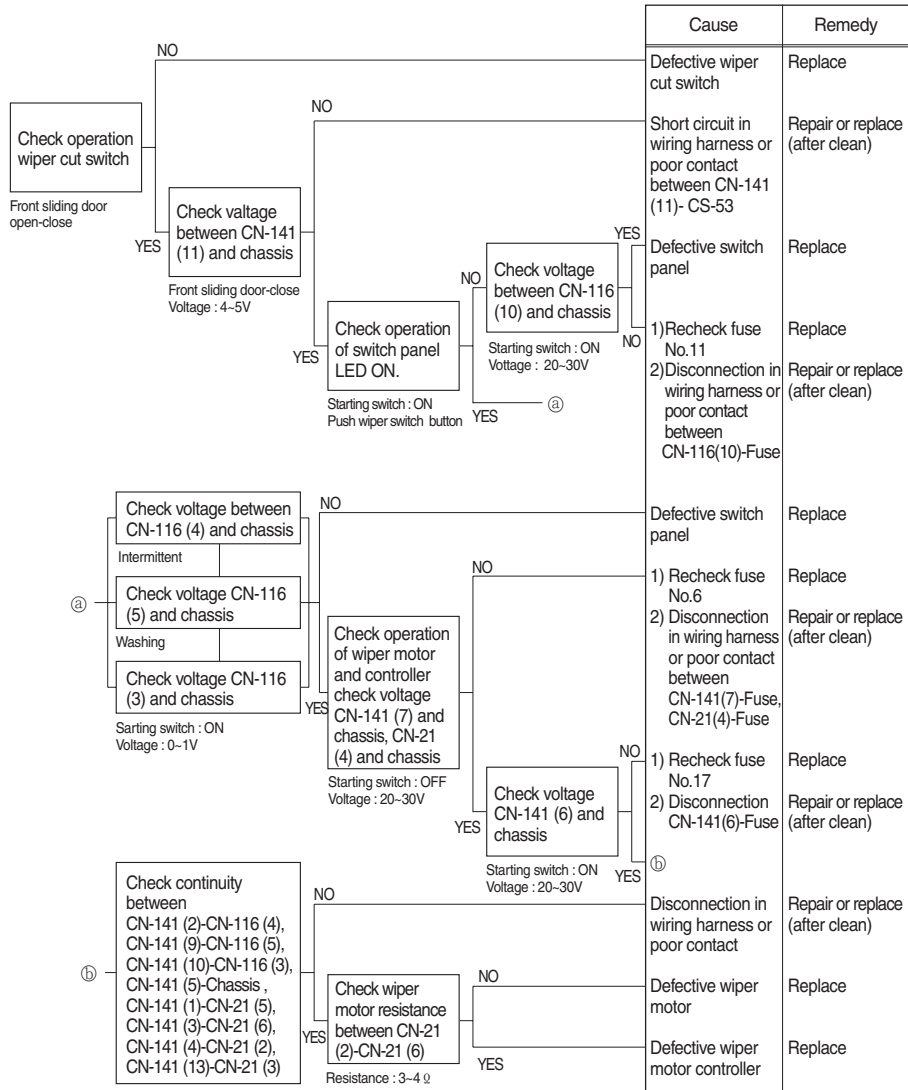 Cause
Remedy
NO
Defective wiper
cut switch
Replace
Check operation
wiper cut switch
Front sliding door
open-close
YES
NO
Short circuit in
wiring harness or
poor contact
between CN-141
(11)- CS-53
Repair or replace
(after clean)
Check valtage
between CN-141
(11) and chassis
Front sliding door-close
Voltage : 4~5V
YES
Check operation
of switch panel
LED ON.
Starting switch : ON
Push wiper switch button
NO
YES
ⓐ
Check voltage
between CN-116
(10) and chassis
Starting switch : ON
Vottage : 20~30V
YES
Defective switch
panel
Replace
NO
1)Recheck fuse
No.11
Replace
2)Disconnection in
wiring harness or
poor contact
between
CN-116(10)-Fuse
Repair or replace
(after clean)
ⓐ
Check voltage between
CN-116 (4) and chassis
Intermittent
Check voltage CN-116
(5) and chassis
Washing
Check voltage CN-116
(3) and chassis
Sarting switch : ON
Voltage : 0~1V
NO
Defective switch
panel
Replace
YES
Check operation
of wiper motor
and controller
check voltage
CN-141 (7) and
chassis, CN-21
(4) and chassis
Starting switch : OFF
Voltage : 20~30V
NO
1) Recheck fuse
No.6
Replace
2) Disconnection
in wiring harness
or poor contact
between
CN-141(7)-Fuse,
CN-21(4)-Fuse
Repair or replace
(after clean)
YES
Check voltage
CN-141 (6) and
chassis
Starting switch : ON
Voltage : 20~30V
NO
1) Recheck fuse
No.17
Replace
2) Disconnection
CN-141(6)-Fuse
Repair or replace
(after clean)
YES
ⓑ
ⓑ
Check continuity
between
CN-141 (2)-CN-116 (4),
CN-141 (9)-CN-116 (5),
CN-141 (10)-CN-116 (3),
CN-141 (5)-Chassis ,
CN-141 (1)-CN-21 (5),
CN-141 (3)-CN-21 (6),
CN-141 (4)-CN-21 (2),
CN-141 (13)-CN-21 (3)
NO
Disconnection in
wiring harness or
poor contact
Repair or replace
(after clean)
YES
Check wiper
motor resistance
between CN-21
(2)-CN-21 (6)
Resistance : 3~4 Ω
NO
Defective wiper
motor
Replace
YES
Defective wiper
motor controller
Replace